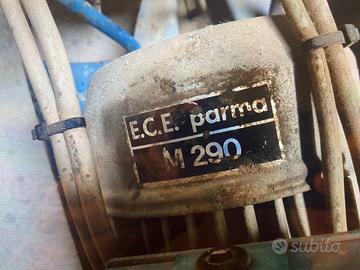 E.C.E. parma
M 290
subito